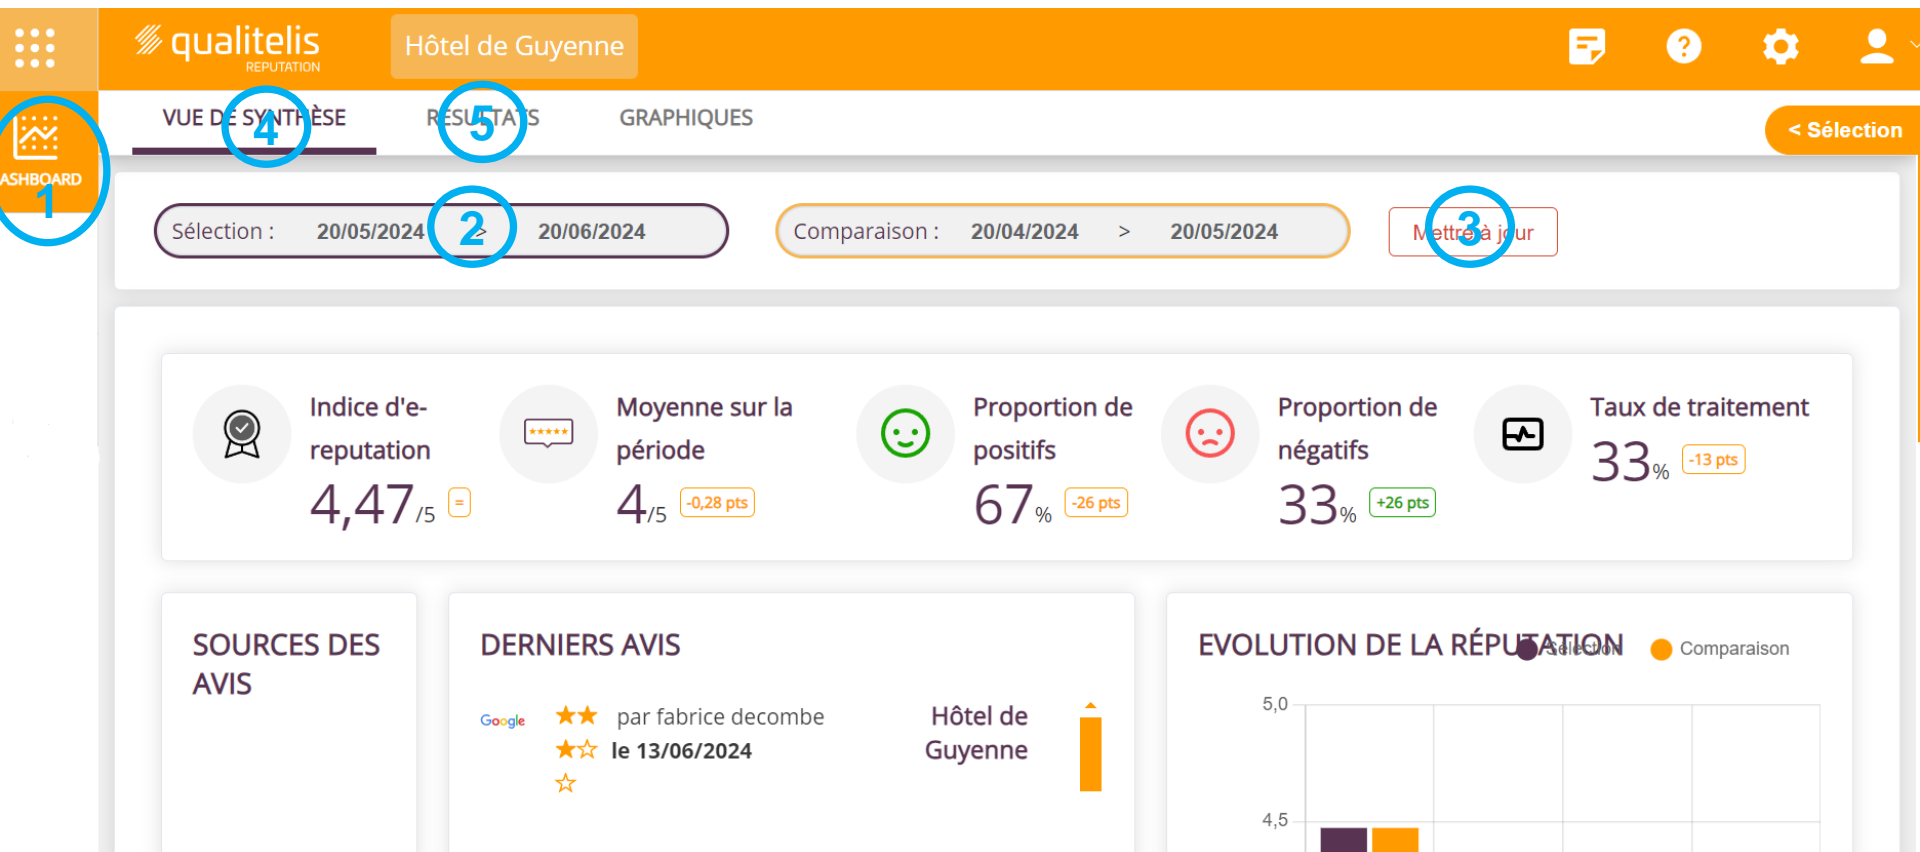 qualitelis
REPUTATION
Hôtel de Guyenne
?
VUE DE SYNTHÈSE
RÉSULTATS
GRAPHIQUES
< Sélection
ASHBOARD
1
4
5
Sélection : 20/05/2024 > 20/06/2024
2
Comparaison : 20/04/2024 > 20/05/2024
Mettre à jour
3
Indice d'e-
reputation
4,47/5 =
Moyenne sur la
période
4/5 -0,28 pts
Proportion de
positifs
67% -26 pts
Proportion de
négatifs
33% +26 pts
Taux de traitement
33% -13 pts
SOURCES DES
AVIS
DERNIERS AVIS
Google
par fabrice decombe
le 13/06/2024
Hôtel de
Guyenne
EVOLUTION DE LA RÉPUTATION
Sélection
Comparaison
5,0
4,5